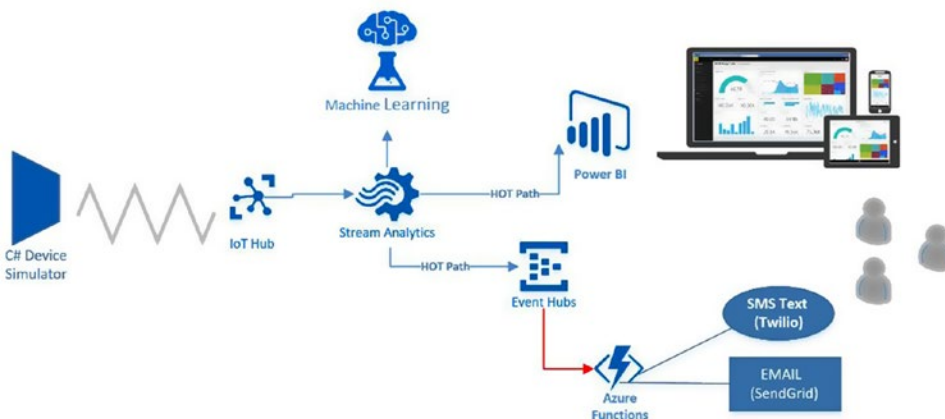 Machine Learning
HOT Path
Power BI
C# Device
Simulator
IoT Hub
Stream Analytics
HOT Path
Event Hubs
SMS Text
(Twilio)
EMAIL
(SendGrid)
Azure
Functions